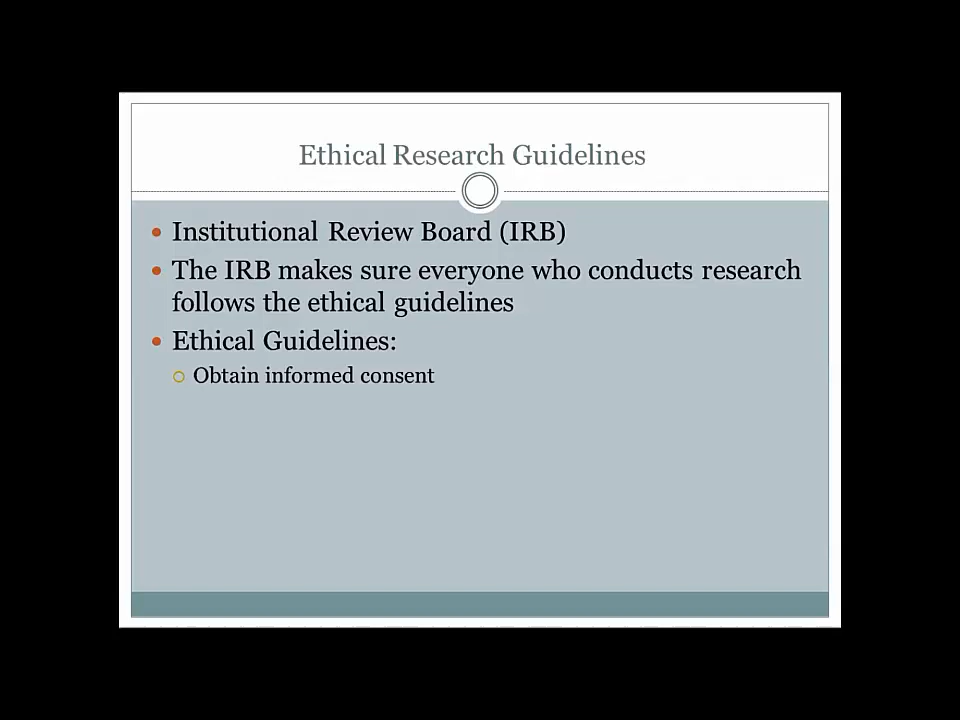 Ethical Research Guidelines
Institutional Review Board (IRB)
The IRB makes sure everyone who conducts research
follows the ethical guidelines
Ethical Guidelines:
Obtain informed consent